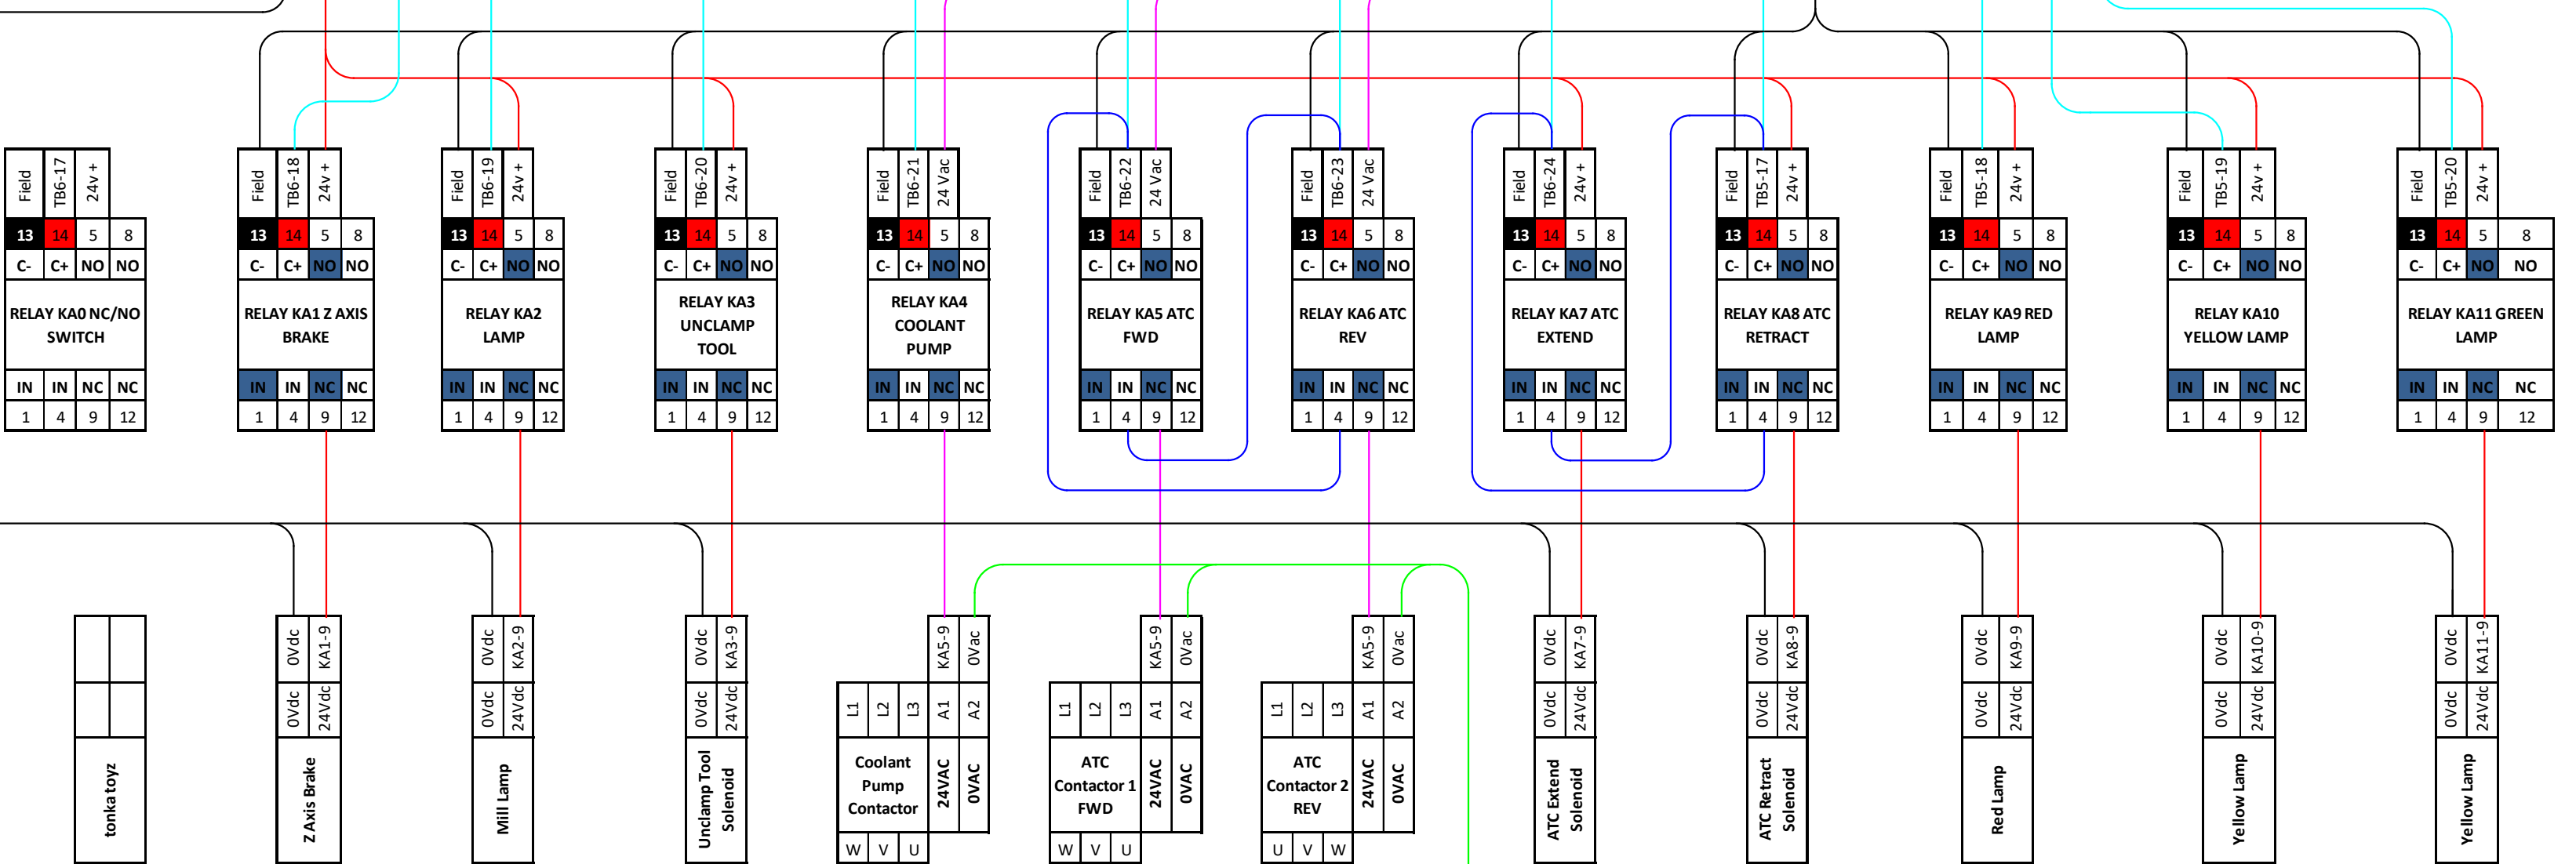 Field TB6-17 24v +
Field TB6-18 24v +
Field TB6-19 24v +
Field TB6-20 24v +
Field TB6-21 24 Vac
Field TB6-22 24 Vac
Field TB6-23 24 Vac
Field TB6-24 24v +
Field TB5-17 24v +
Field TB5-18 24v +
Field TB5-19 24v +
Field TB5-20 24v +
13 14 5 8
13 14 5 8
13 14 5 8
13 14 5 8
13 14 5 8
13 14 5 8
13 14 5 8
13 14 5 8
13 14 5 8
13 14 5 8
13 14 5 8
13 14 5 8
C- C+ NO NO
C- C+ NO NO
C- C+ NO NO
C- C+ NO NO
C- C+ NO NO
C- C+ NO NO
C- C+ NO NO
C- C+ NO NO
C- C+ NO NO
C- C+ NO NO
C- C+ NO NO
C- C+ NO NO
RELAY KA0 NC/NO
SWITCH
RELAY KA1 Z AXIS
BRAKE
RELAY KA2
LAMP
RELAY KA3
UNCLAMP
TOOL
RELAY KA4
COOLANT
PUMP
RELAY KA5 ATC
FWD
RELAY KA6 ATC
REV
RELAY KA7 ATC
EXTEND
RELAY KA8 ATC
RETRACT
RELAY KA9 RED
LAMP
RELAY KA10
YELLOW LAMP
RELAY KA11 GREEN
LAMP
IN IN NC NC
IN IN NC NC
IN IN NC NC
IN IN NC NC
IN IN NC NC
IN IN NC NC
IN IN NC NC
IN IN NC NC
IN IN NC NC
IN IN NC NC
IN IN NC NC
IN IN NC NC
1 4 9 12
1 4 9 12
1 4 9 12
1 4 9 12
1 4 9 12
1 4 9 12
1 4 9 12
1 4 9 12
1 4 9 12
1 4 9 12
1 4 9 12
1 4 9 12
0Vdc KA1-9
0Vdc KA2-9
0Vdc KA3-9
KA5-9 0Vac
KA5-9 0Vac
KA5-9 0Vac
0Vdc KA7-9
0Vdc KA8-9
0Vdc KA9-9
0Vdc KA10-9
0Vdc KA11-9
0Vdc 24Vdc
0Vdc 24Vdc
0Vdc 24Vdc
L1 L2 L3 A1 A2
L1 L2 L3 A1 A2
L1 L2 L3 A1 A2
0Vdc 24Vdc
0Vdc 24Vdc
0Vdc 24Vdc
0Vdc 24Vdc
0Vdc 24Vdc
tonka toyz
Z Axis Brake
Mill Lamp
Unclamp Tool
Solenoid
Coolant
Pump
Contactor
24VAC
0VAC
ATC
Contactor 1
FWD
24VAC
0VAC
ATC
Contactor 2
REV
24VAC
0VAC
ATC Extend
Solenoid
ATC Retract
Solenoid
Red Lamp
Yellow Lamp
Yellow Lamp
W V U
W V U
U V W